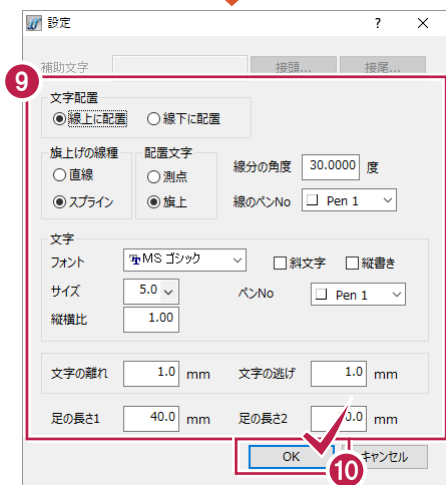 設定 ?
補助文字 接頭... 接尾...
9
文字配置
線上に配置 線下に配置
旗上げの線種 配置文字
直線 測点 線分の角度 30.0000 度
スプライン 旗上 線のペンNo Pen 1
文字
フォント MS ゴシック 斜文字 縦書き
サイズ 5.0 ペンNo Pen 1
縦横比 1.00
文字の離れ 1.0 mm 文字の逃げ 1.0 mm
足の長さ1 40.0 mm 足の長さ2 0.0 mm
OK キャンセル
10